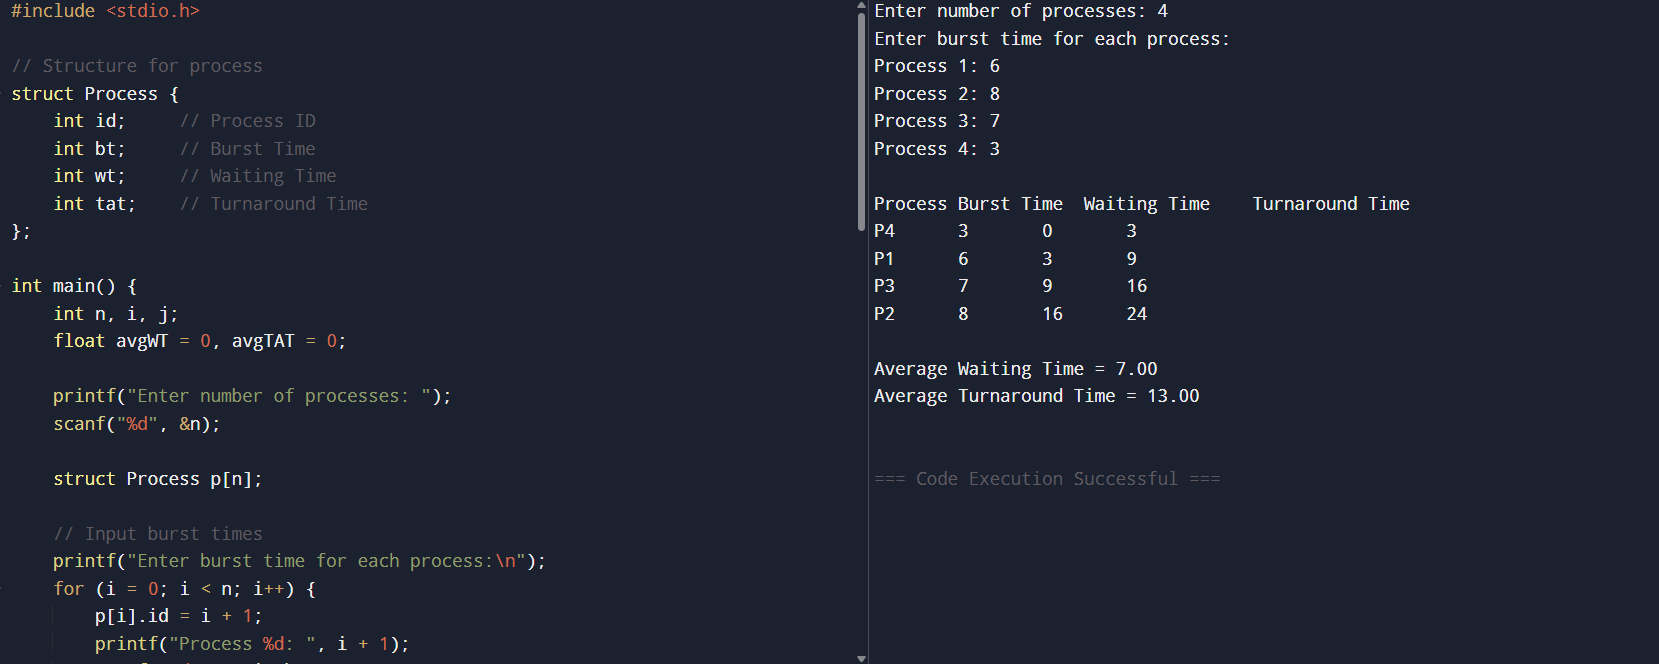 #include <stdio.h>

// Structure for process
struct Process {
    int id;     // Process ID
    int bt;     // Burst Time
    int wt;     // Waiting Time
    int tat;    // Turnaround Time
};

int main() {
    int n, i, j;
    float avgWT = 0, avgTAT = 0;

    printf("Enter number of processes: ");
    scanf("%d", &n);

    struct Process p[n];

    // Input burst times
    printf("Enter burst time for each process:\n");
    for (i = 0; i < n; i++) {
        p[i].id = i + 1;
        printf("Process %d: ", i + 1);

Enter number of processes: 4
Enter burst time for each process:
Process 1: 6
Process 2: 8
Process 3: 7
Process 4: 3

Process Burst Time  Waiting Time    Turnaround Time
P4      3       0       3
P1      6       3       9
P3      7       9       16
P2      8       16      24

Average Waiting Time = 7.00
Average Turnaround Time = 13.00

=== Code Execution Successful ===